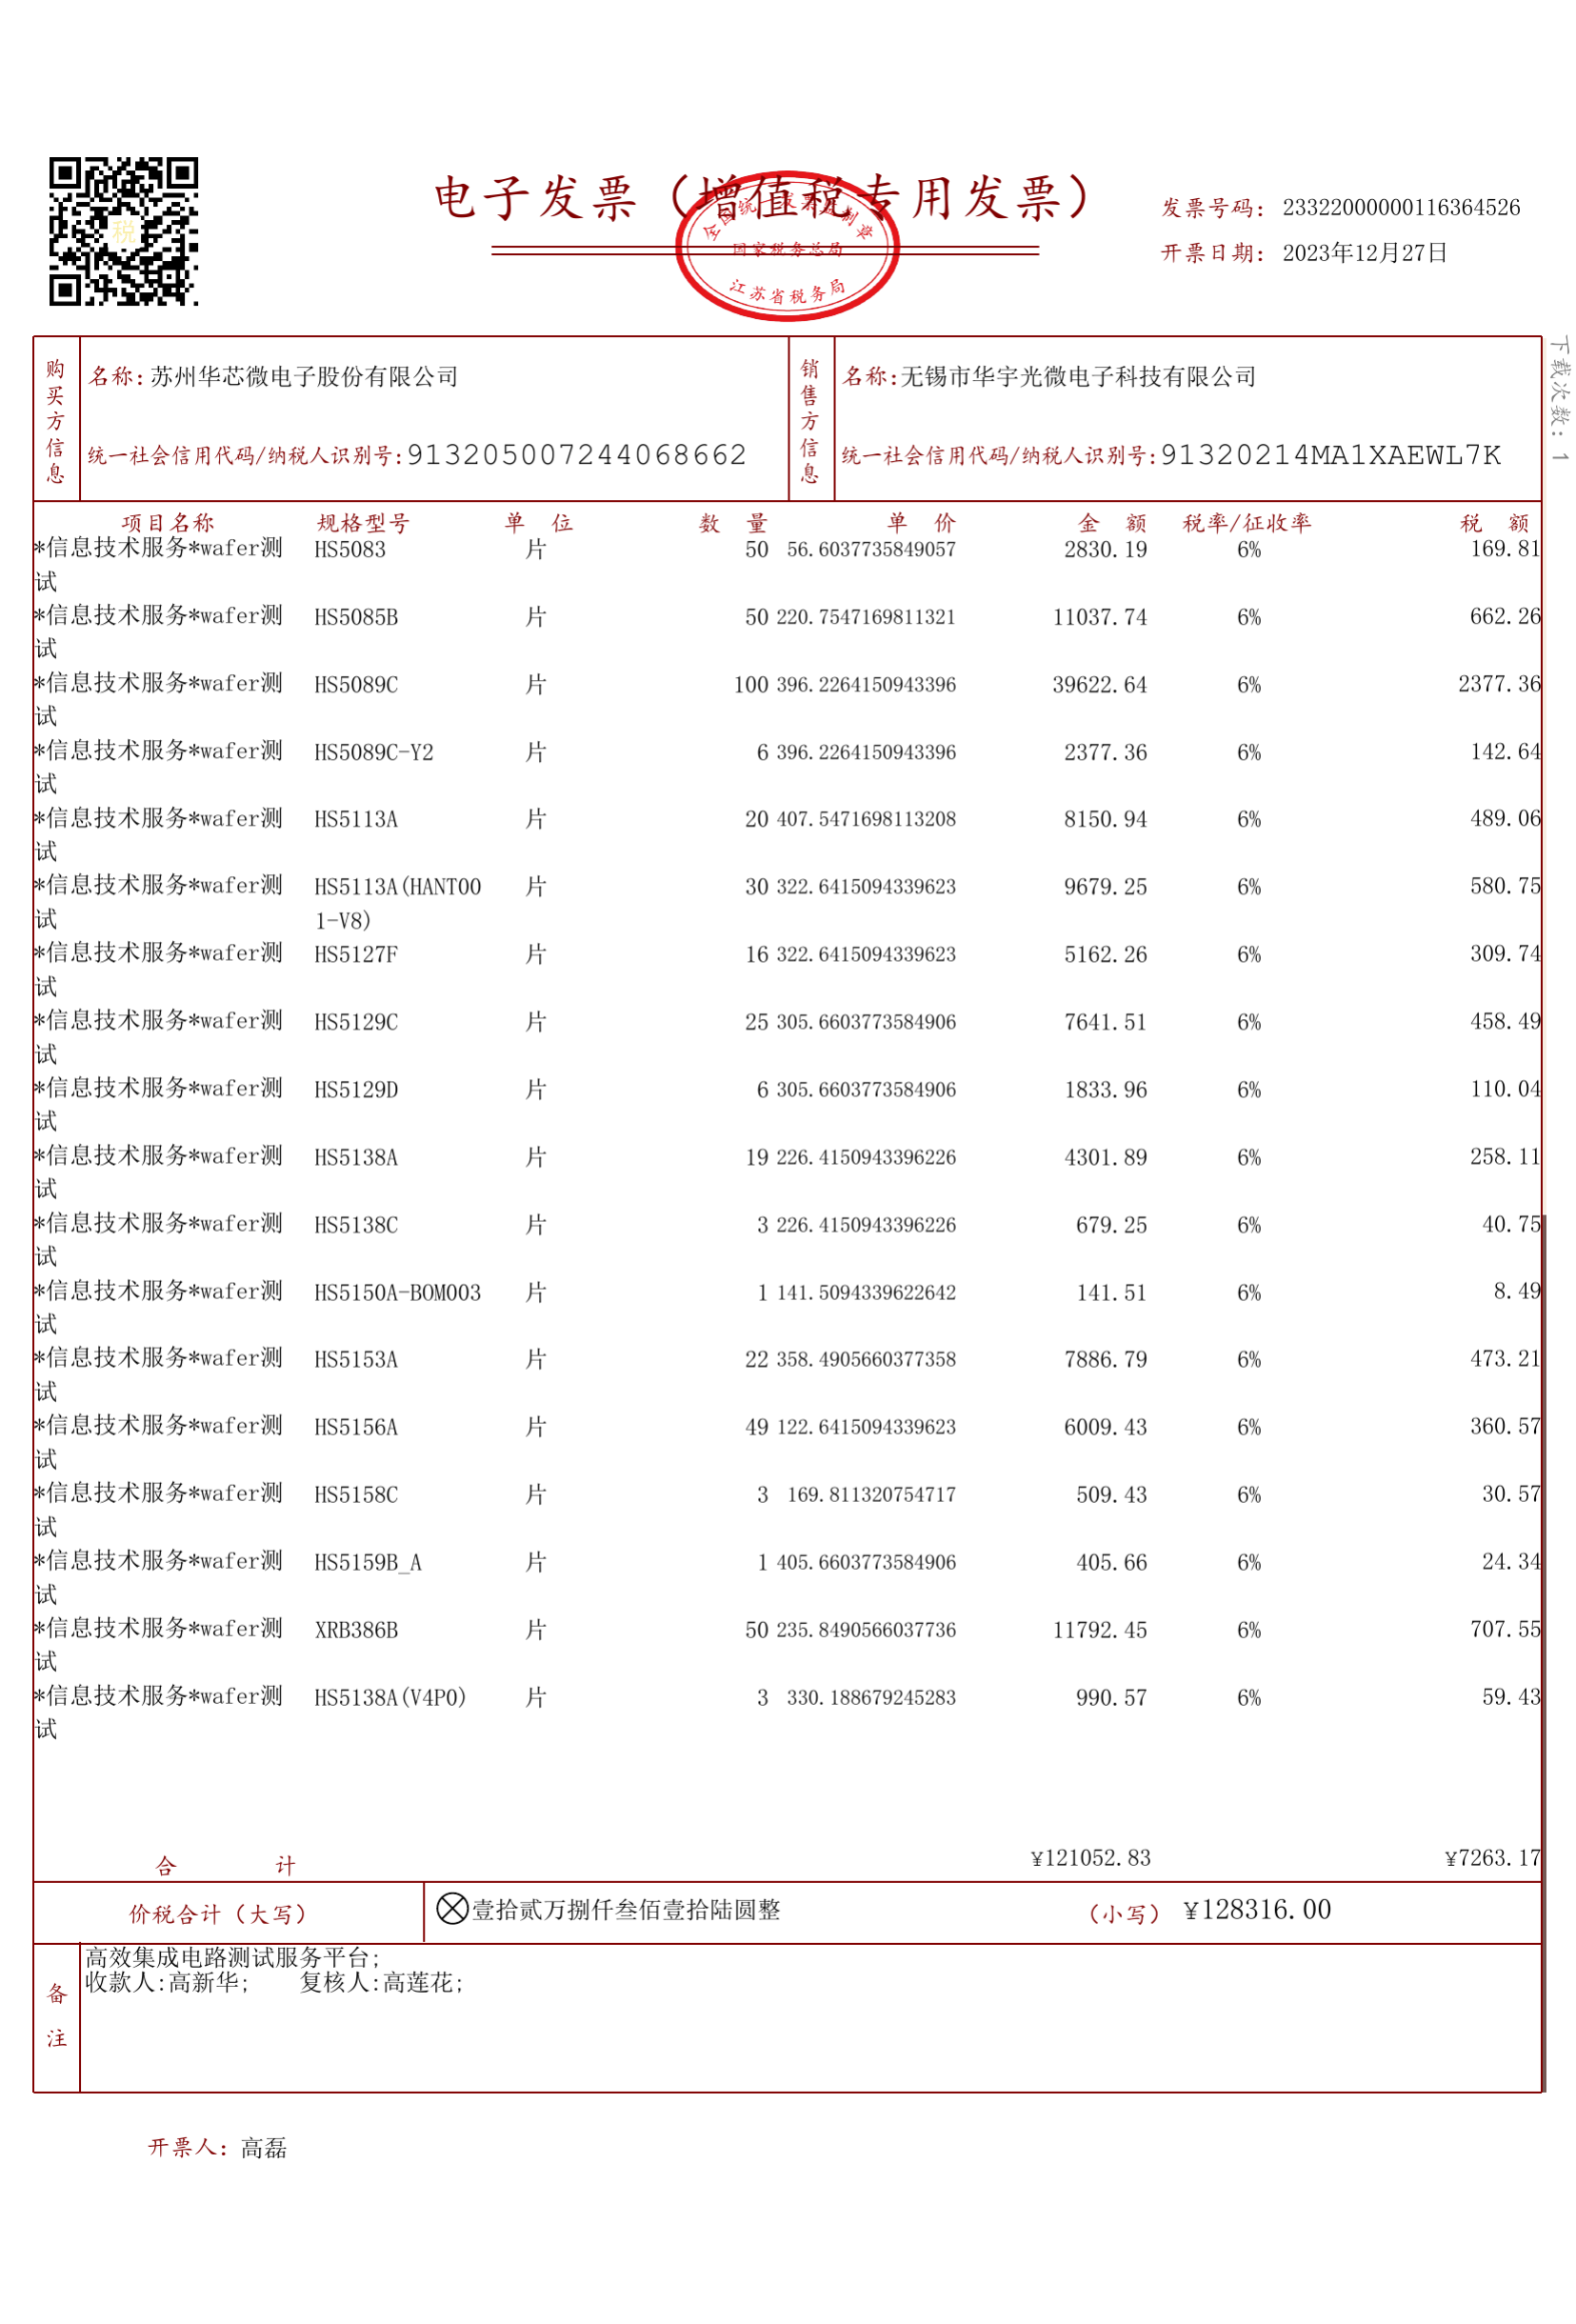 电子发票（增值税专用发票）
全国统一发票监制章
国家税务总局
江苏省税务局
税
发票号码： 23322000000116364526
开票日期： 2023年12月27日
下载次数：1
购买方信息
名称: 苏州华芯微电子股份有限公司
统一社会信用代码/纳税人识别号: 913205007244068662
销售方信息
名称: 无锡市华宇光微电子科技有限公司
统一社会信用代码/纳税人识别号: 91320214MA1XAEWL7K
项目名称 规格型号 单 位 数 量 单 价 金 额 税率/征收率 税 额
*信息技术服务*wafer测 HS5083 片 50 56.6037735849057 2830.19 6% 169.81
试
*信息技术服务*wafer测 HS5085B 片 50 220.7547169811321 11037.74 6% 662.26
试
*信息技术服务*wafer测 HS5089C 片 100 396.2264150943396 39622.64 6% 2377.36
试
*信息技术服务*wafer测 HS5089C-Y2 片 6 396.2264150943396 2377.36 6% 142.64
试
*信息技术服务*wafer测 HS5113A 片 20 407.5471698113208 8150.94 6% 489.06
试
*信息技术服务*wafer测 HS5113A(HANT00 片 30 322.6415094339623 9679.25 6% 580.75
试 1-V8)
*信息技术服务*wafer测 HS5127F 片 16 322.6415094339623 5162.26 6% 309.74
试
*信息技术服务*wafer测 HS5129C 片 25 305.6603773584906 7641.51 6% 458.49
试
*信息技术服务*wafer测 HS5129D 片 6 305.6603773584906 1833.96 6% 110.04
试
*信息技术服务*wafer测 HS5138A 片 19 226.4150943396226 4301.89 6% 258.11
试
*信息技术服务*wafer测 HS5138C 片 3 226.4150943396226 679.25 6% 40.75
试
*信息技术服务*wafer测 HS5150A-BOM003 片 1 141.5094339622642 141.51 6% 8.49
试
*信息技术服务*wafer测 HS5153A 片 22 358.4905660377358 7886.79 6% 473.21
试
*信息技术服务*wafer测 HS5156A 片 49 122.6415094339623 6009.43 6% 360.57
试
*信息技术服务*wafer测 HS5158C 片 3 169.811320754717 509.43 6% 30.57
试
*信息技术服务*wafer测 HS5159B_A 片 1 405.6603773584906 405.66 6% 24.34
试
*信息技术服务*wafer测 XRB386B 片 50 235.8490566037736 11792.45 6% 707.55
试
*信息技术服务*wafer测 HS5138A(V4P0) 片 3 330.188679245283 990.57 6% 59.43
试
合 计 ¥121052.83 ¥7263.17
价税合计（大写） ⊗壹拾贰万捌仟叁佰壹拾陆圆整 （小写） ¥128316.00
备注
高效集成电路测试服务平台;
收款人:高新华; 复核人:高莲花;
开票人: 高磊